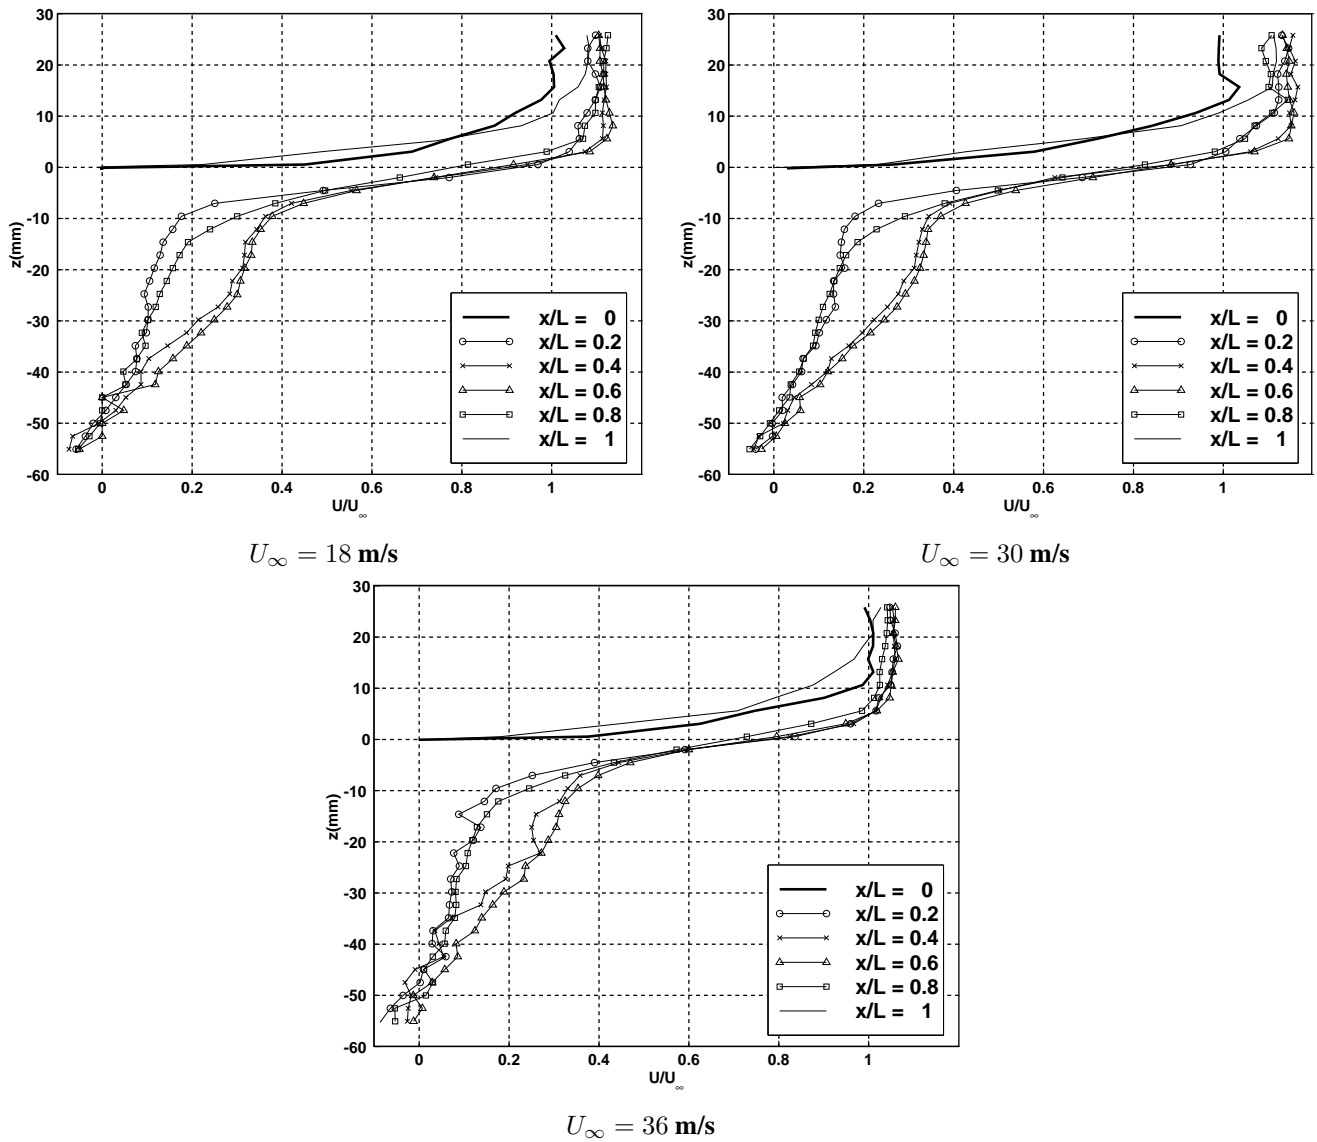 30
20
10
0
-10
-20
-30
-40
-50
-60
z(mm)
0 0.2 0.4 0.6 0.8 1
U/U∞
x/L = 0
x/L = 0.2
x/L = 0.4
x/L = 0.6
x/L = 0.8
x/L = 1
U∞ = 18 m/s
30
20
10
0
-10
-20
-30
-40
-50
-60
z(mm)
0 0.2 0.4 0.6 0.8 1
U/U∞
x/L = 0
x/L = 0.2
x/L = 0.4
x/L = 0.6
x/L = 0.8
x/L = 1
U∞ = 30 m/s
30
20
10
0
-10
-20
-30
-40
-50
-60
z(mm)
0 0.2 0.4 0.6 0.8 1
U/U∞
x/L = 0
x/L = 0.2
x/L = 0.4
x/L = 0.6
x/L = 0.8
x/L = 1
U∞ = 36 m/s